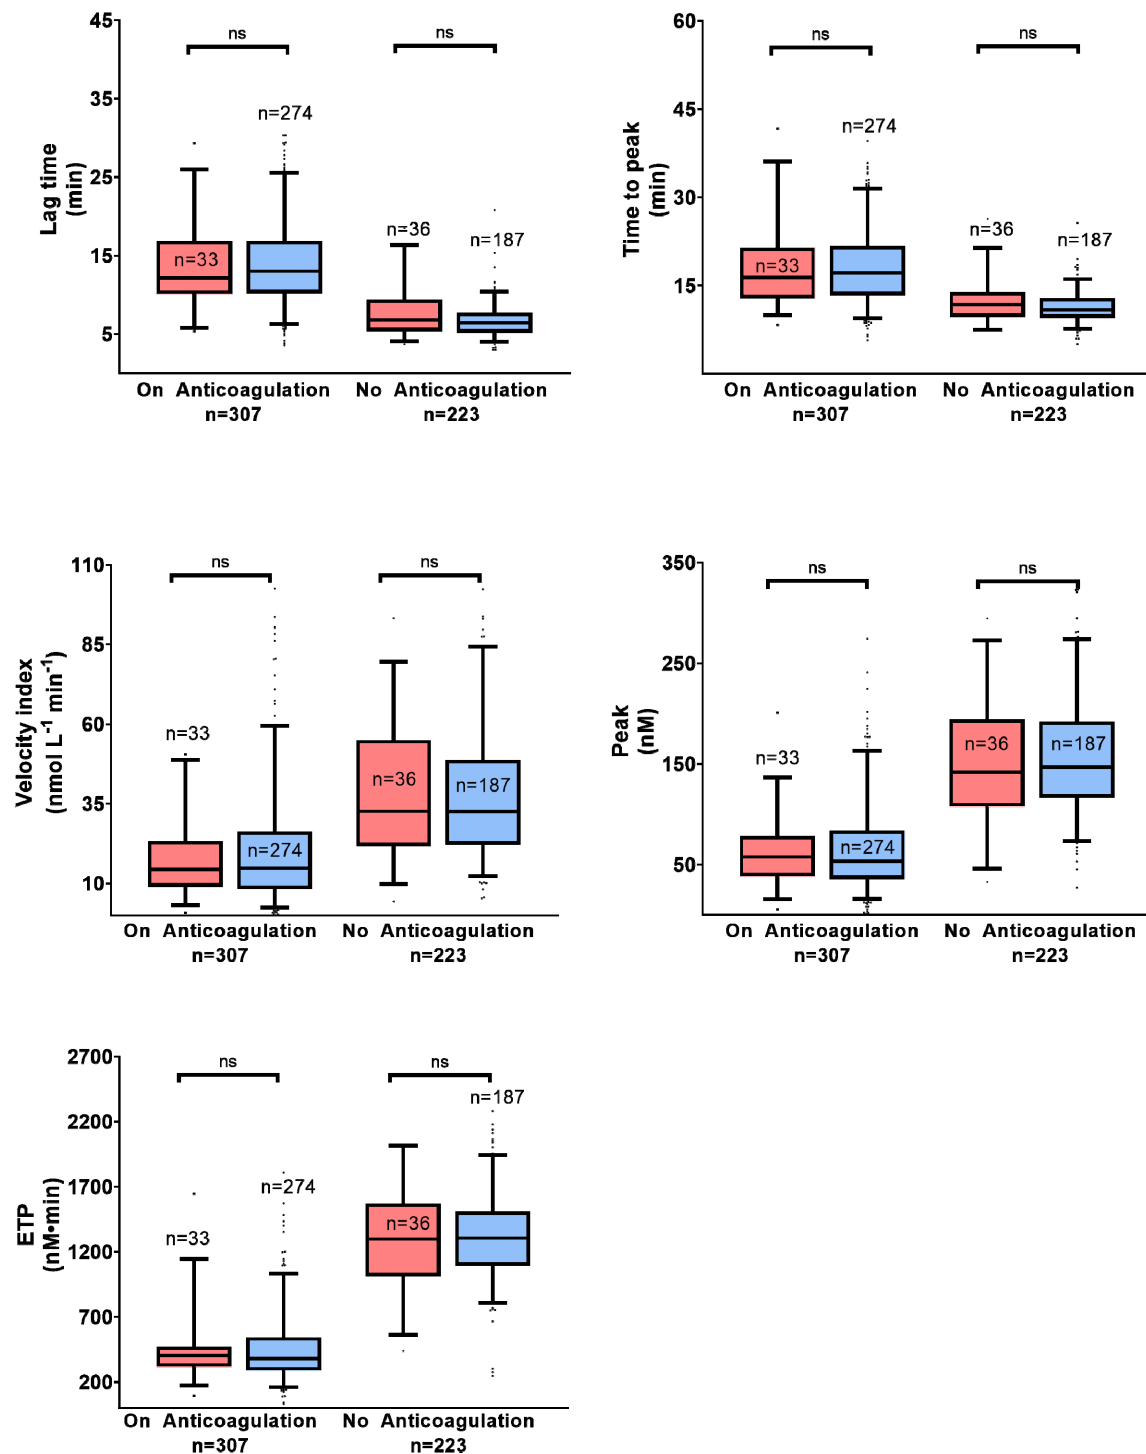 45
35
25
15
5
Lag time
(min)
ns
ns
n=274
n=33
n=36
n=187
On Anticoagulation
n=307
No Anticoagulation
n=223
60
45
30
15
Time to peak
(min)
ns
ns
n=274
n=33
n=36
n=187
On Anticoagulation
n=307
No Anticoagulation
n=223
110
85
60
35
10
Velocity index
(nmol L⁻¹ min⁻¹)
ns
ns
n=33
n=274
n=36
n=187
On Anticoagulation
n=307
No Anticoagulation
n=223
350
250
150
50
Peak
(nM)
ns
ns
n=33
n=274
n=36
n=187
On Anticoagulation
n=307
No Anticoagulation
n=223
2700
2200
1700
1200
700
200
ETP
(nM•min)
ns
ns
n=33
n=274
n=36
n=187
On Anticoagulation
n=307
No Anticoagulation
n=223